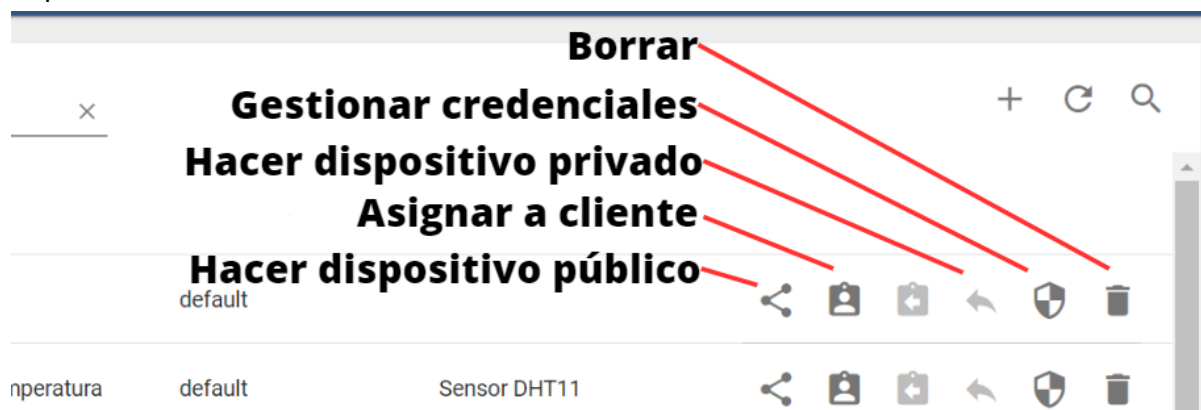 Borrar
Gestionar credenciales
Hacer dispositivo privado
Asignar a cliente
Hacer dispositivo público
default
mperatura default Sensor DHT11